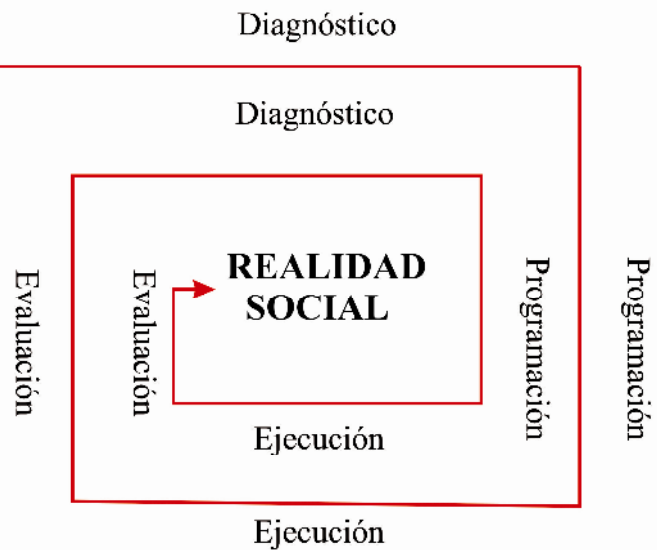 Diagnóstico
Diagnóstico
Evaluación
Evaluación
REALIDAD
SOCIAL
Programación
Programación
Ejecución
Ejecución